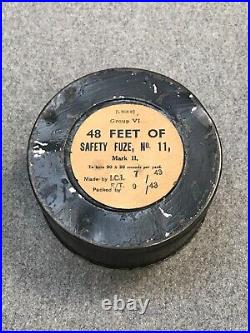 Group VI
48 FEET OF
SAFETY FUZE, No. 11,
Mark II,
To burn 90 ± 20 seconds per yard.
Made by I.C.I. 7 43
E/T. 9 /43
Packed by